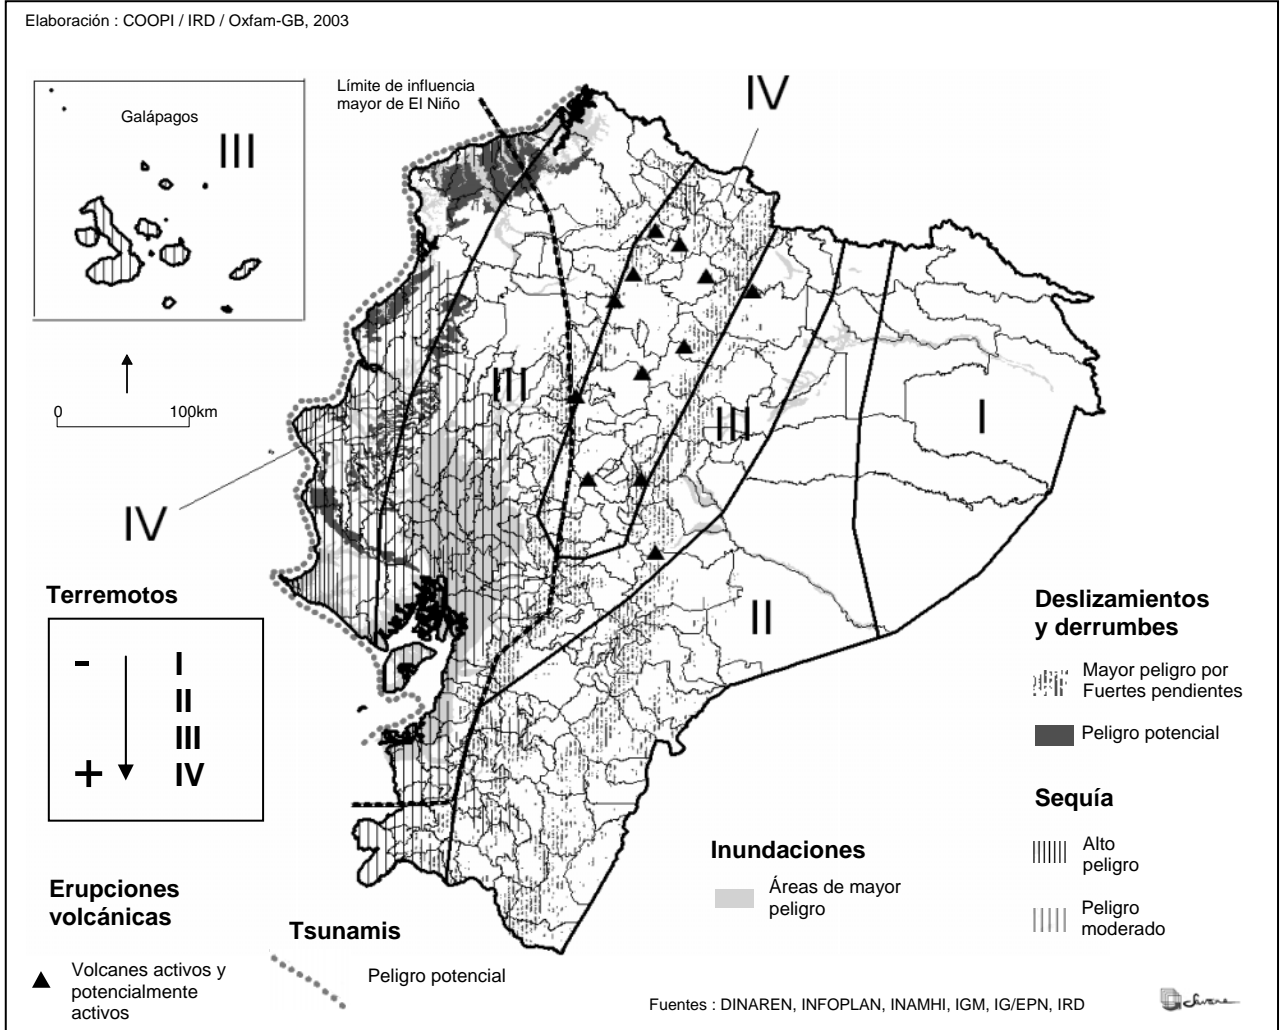 Elaboración : COOPI / IRD / Oxfam-GB, 2003
Límite de influencia
mayor de El Niño
IV
Galápagos
III
0 100km
III
III
I
IV
II
Terremotos
- I
II
III
+ IV
Deslizamientos
y derrumbes
Mayor peligro por
Fuertes pendientes
Peligro potencial
Sequía
Alto
peligro
Peligro
moderado
Inundaciones
Áreas de mayor
peligro
Erupciones
volcánicas
Volcanes activos y
potencialmente
activos
Tsunamis
Peligro potencial
Fuentes : DINAREN, INFOPLAN, INAMHI, IGM, IG/EPN, IRD